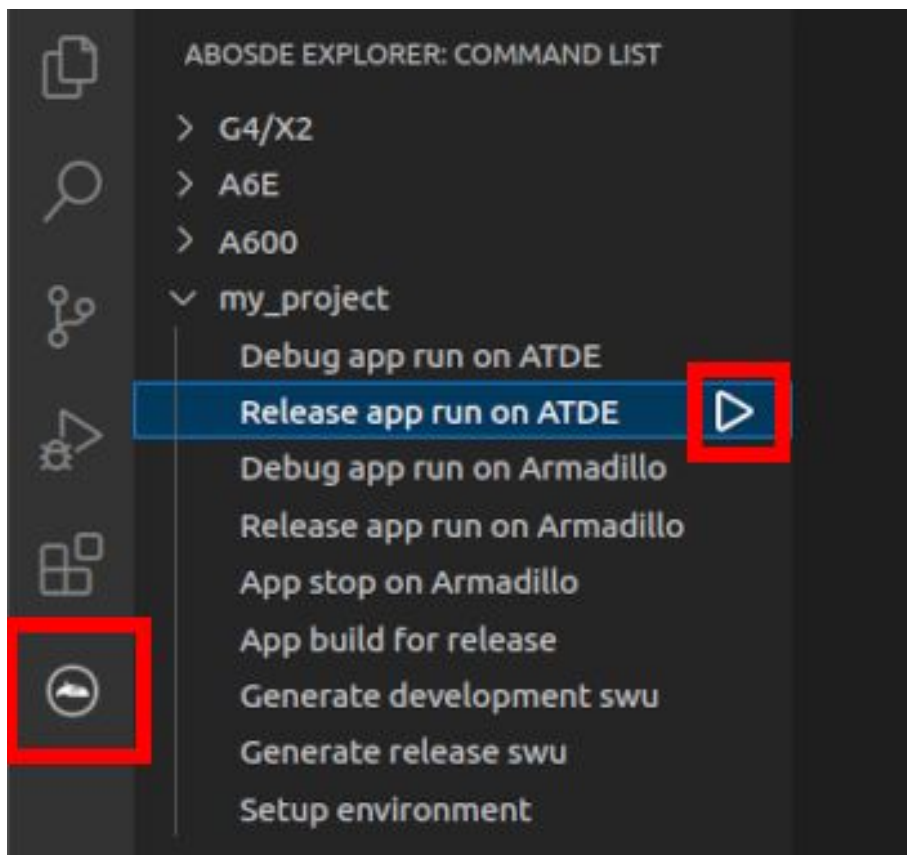 ABOSDE EXPLORER: COMMAND LIST
G4/X2
A6E
A600
my_project
Debug app run on ATDE
Release app run on ATDE
Debug app run on Armadillo
Release app run on Armadillo
App stop on Armadillo
App build for release
Generate development swu
Generate release swu
Setup environment